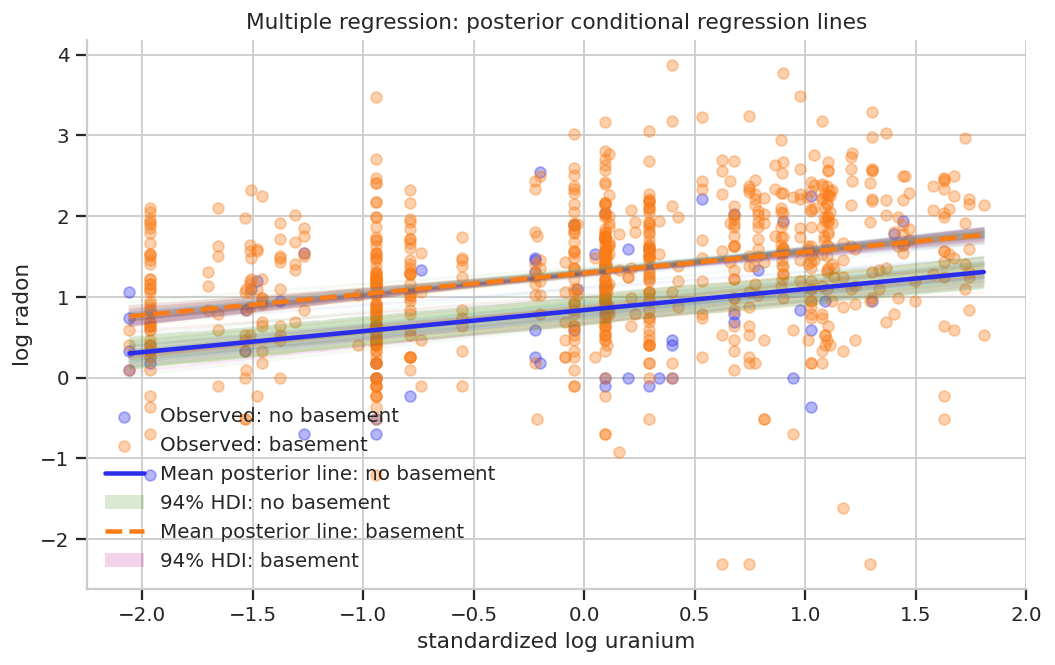 Multiple regression: posterior conditional regression lines
log radon
4
3
2
1
0
−1
−2
Observed: no basement
Observed: basement
Mean posterior line: no basement
94% HDI: no basement
Mean posterior line: basement
94% HDI: basement
−2.0 −1.5 −1.0 −0.5 0.0 0.5 1.0 1.5 2.0
standardized log uranium